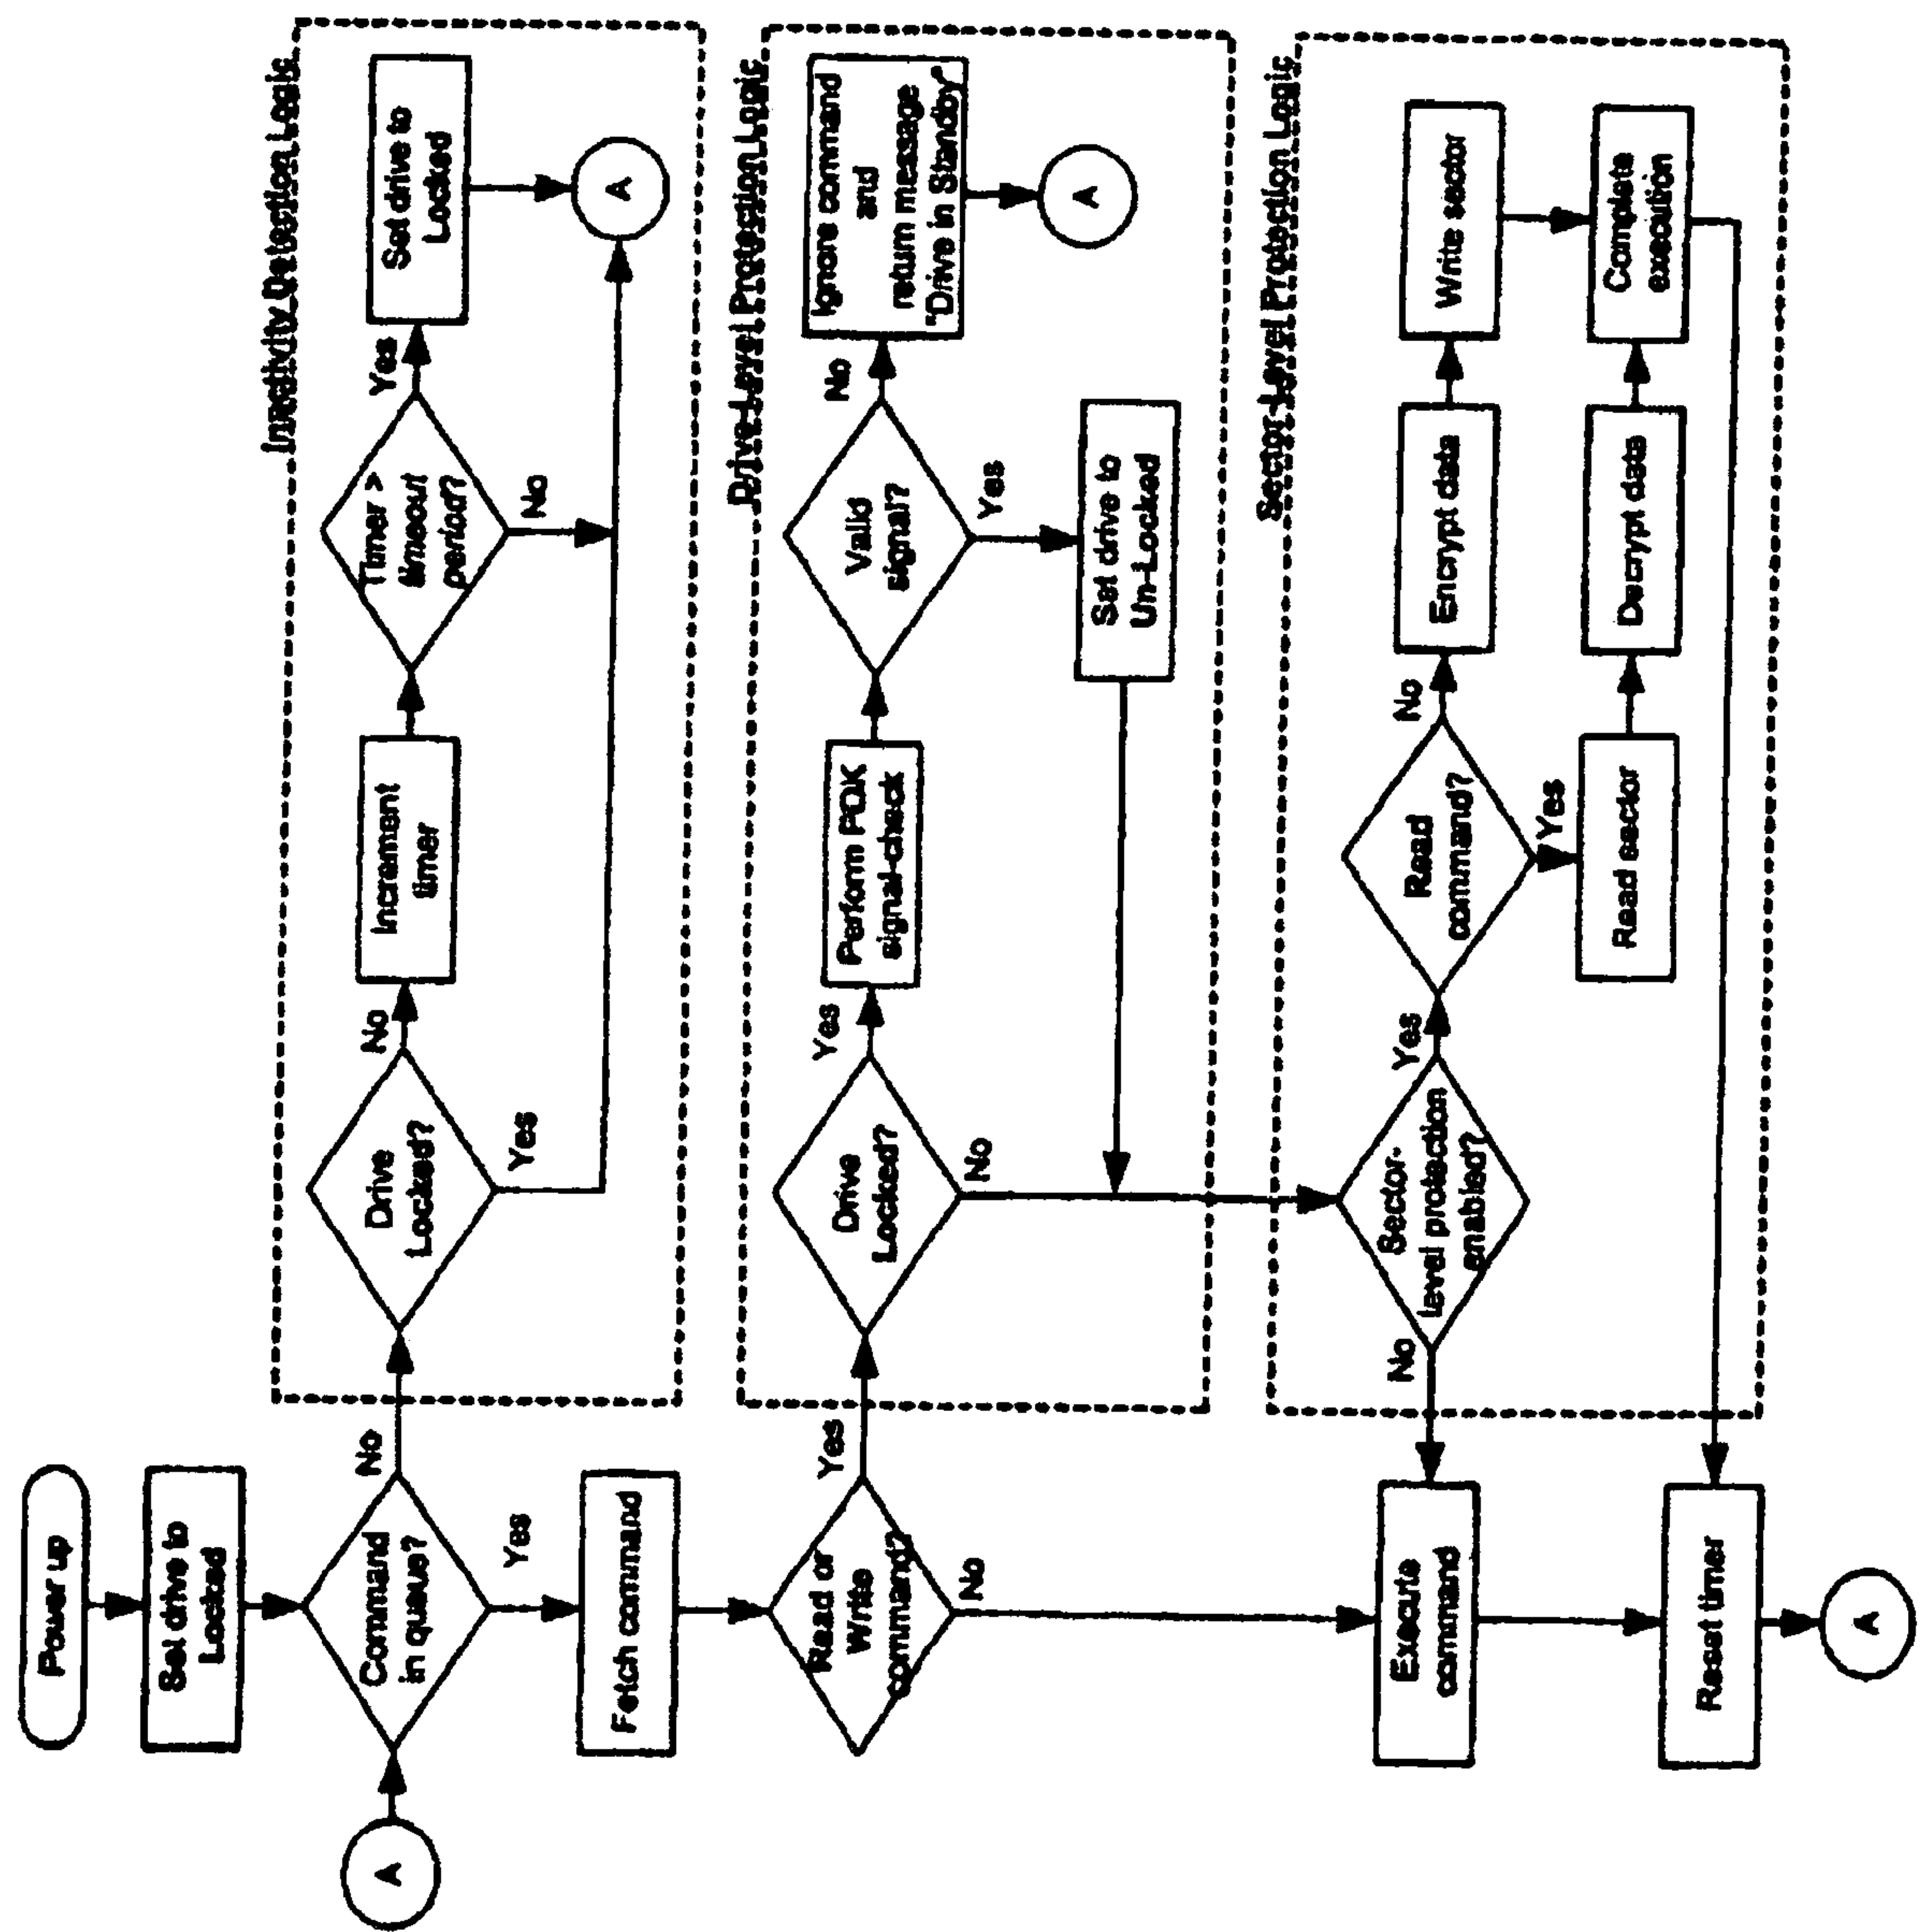 Power up
Set drive to
Locked
A
Command
in queue?
No
Yes
Fetch command
Read or
Write
command?
Yes
No
Execute
command
Reset timer
A
Inactivity Detection Logic
Drive
Locked?
No
Yes
Increment
timer
Timer >
timeout
period?
Yes
No
Set drive to
Locked
A
Drive-Level Protection Logic
Drive
Locked?
Yes
No
Perform PDK
signal-check
Valid
signal?
No
Yes
Ignore command
and
return message
"Drive in Standby"
A
Set drive to
Un-Locked
Sector-Level Protection Logic
Sector-
level protection
enabled?
No
Yes
Read
command?
No
Yes
Encrypt data
Write sector
Read sector
Decrypt data
Complete
execution